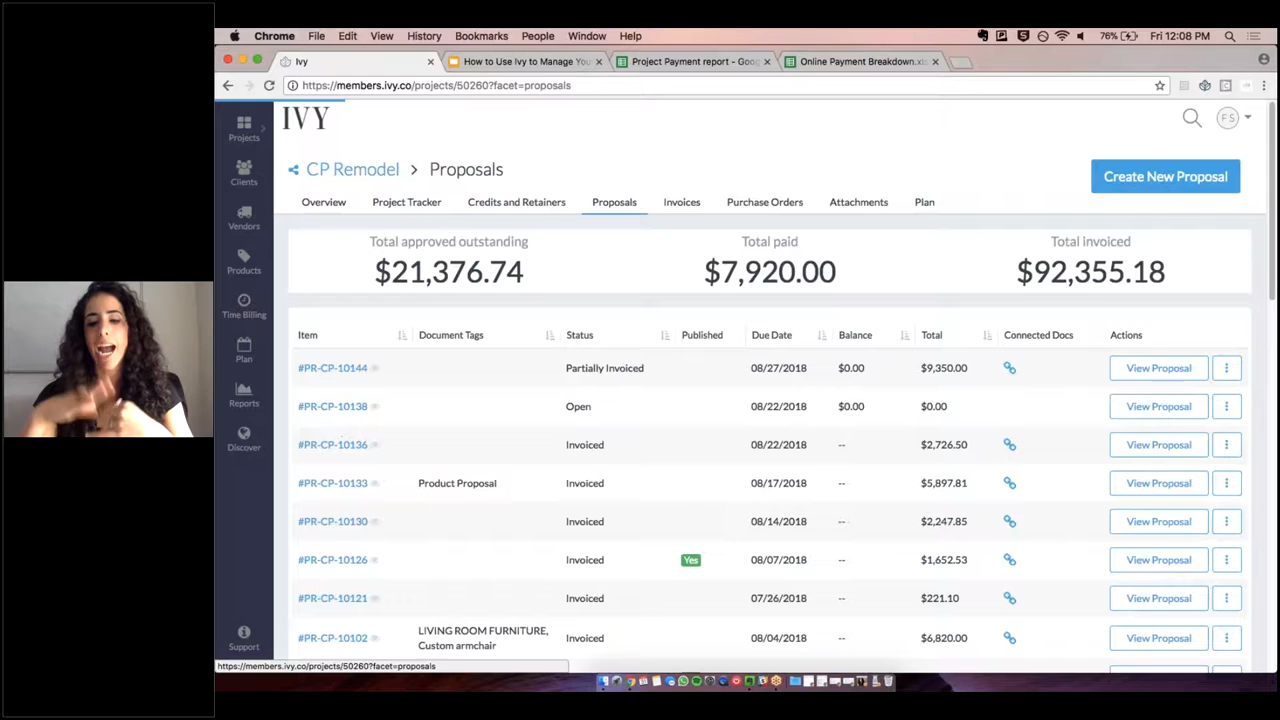 Chrome File Edit View History Bookmarks People Window Help 76% Fri 12:08 PM
Ivy How to Use Ivy to Manage You Project Payment report - Goog Online Payment Breakdown.xls
https://members.ivy.co/projects/50260?facet=proposals
IVY
FS
Projects
Clients
Vendors
Products
Time Billing
Plan
Reports
Discover
Support
CP Remodel > Proposals
Create New Proposal
Overview Project Tracker Credits and Retainers Proposals Invoices Purchase Orders Attachments Plan
Total approved outstanding Total paid Total invoiced
$21,376.74 $7,920.00 $92,355.18
Item Document Tags Status Published Due Date Balance Total Connected Docs Actions
#PR-CP-10144 Partially Invoiced 08/27/2018 $0.00 $9,350.00 View Proposal
#PR-CP-10138 Open 08/22/2018 $0.00 $0.00 View Proposal
#PR-CP-10136 Invoiced 08/22/2018 -- $2,726.50 View Proposal
#PR-CP-10133 Product Proposal Invoiced 08/17/2018 -- $5,897.81 View Proposal
#PR-CP-10130 Invoiced 08/14/2018 -- $2,247.85 View Proposal
#PR-CP-10126 Invoiced Yes 08/07/2018 -- $1,652.53 View Proposal
#PR-CP-10121 Invoiced 07/26/2018 -- $221.10 View Proposal
#PR-CP-10102 LIVING ROOM FURNITURE, Invoiced 08/04/2018 -- $6,820.00 View Proposal
Custom armchair
https://members.ivy.co/projects/50260?facet=proposals